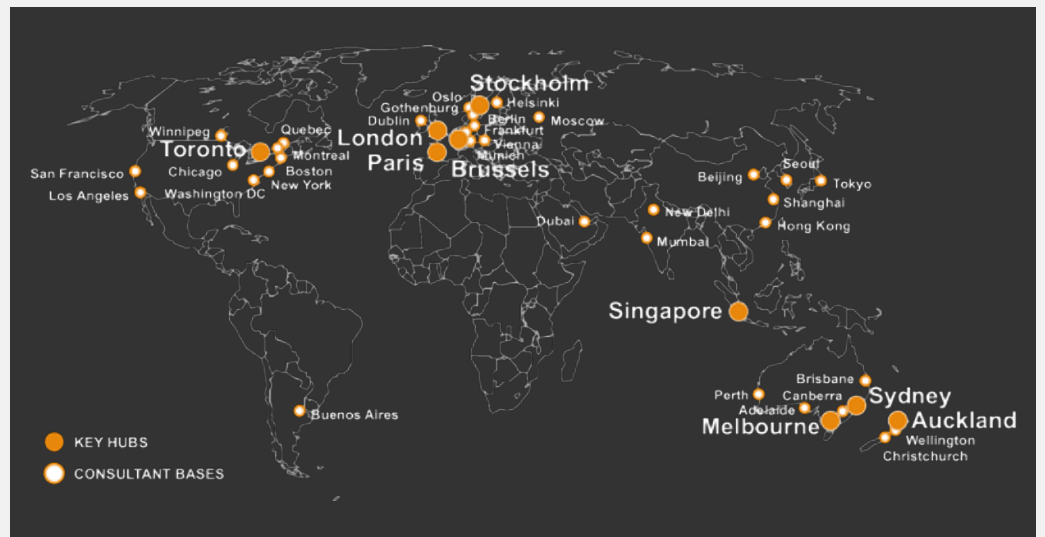 Stockholm
Oslo
Helsinki
Gothenburg
Dublin
Berlin
Moscow
London
Frankfurt
Vienna
Munich
Paris
Brussels
Winnipeg
Quebec
Toronto
Montreal
Chicago
Boston
San Francisco
New York
Los Angeles
Washington DC
Seoul
Beijing
Tokyo
Shanghai
Hong Kong
New Delhi
Dubai
Mumbai
Singapore
Brisbane
Perth
Canberra
Sydney
Adelaide
Melbourne
Auckland
Wellington
Christchurch
Buenos Aires
KEY HUBS
CONSULTANT BASES